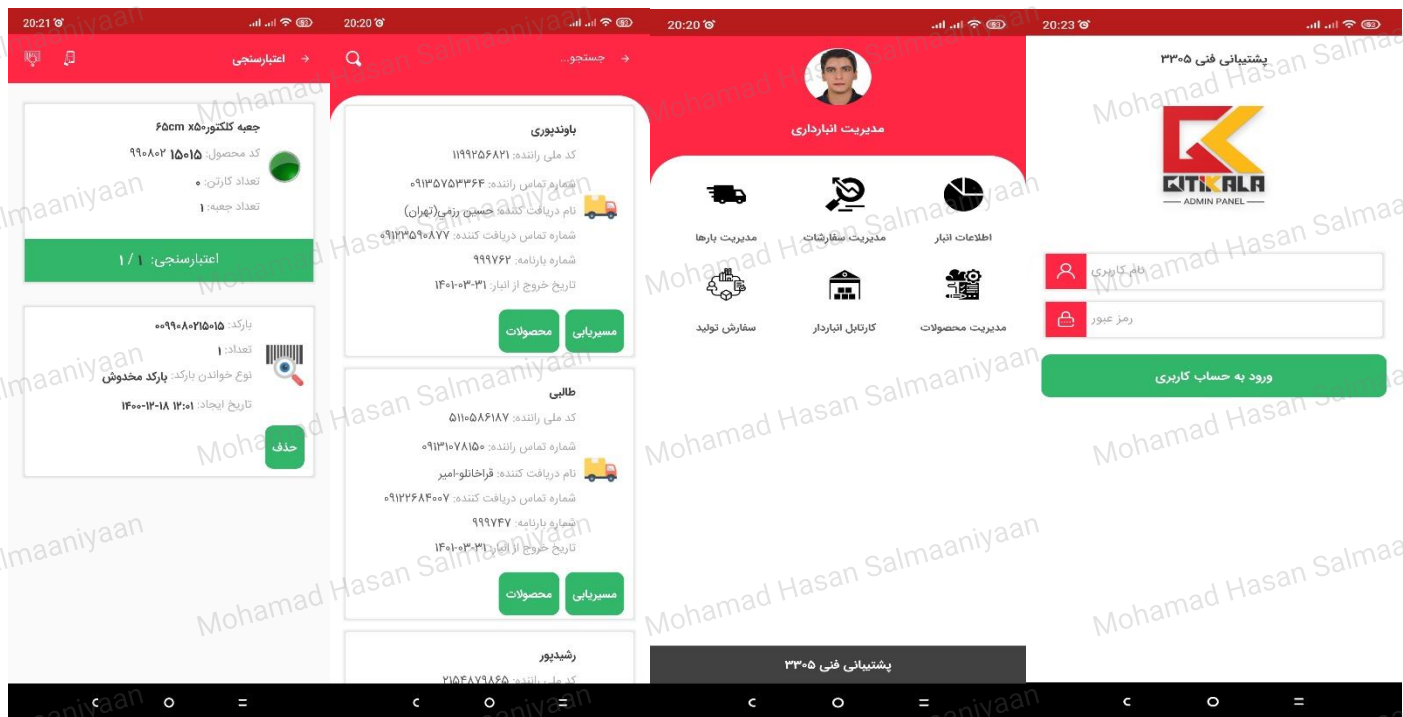 20:21
اعتبارسنجی
جعبه کلکتور۵۰x ۶۵cm
کد محصول: ۱۵۰۱۵ ۹۹۰۸۰۲
تعداد کارتن: ۰
تعداد جعبه: ۱
اعتبارسنجی: ۱ / ۱
بارکد: ۰۰۹۹۰۸۰۲۱۵۰۱۵
تعداد: ۱
نوع خواندن بارکد: بارکد مخدوش
تاریخ ایجاد: ۱۲:۰۱ ۱۴۰۰-۱۲-۱۸
حذف
20:20
جستجو...
باوندپوری
کد ملی راننده: ۱۱۹۹۲۵۶۸۲۱
شماره تماس راننده: ۰۹۱۳۵۷۵۳۳۶۴
نام دریافت کننده: حسین رزمی(تهران)
شماره تماس دریافت کننده: ۰۹۱۲۳۵۹۰۸۷۷
شماره بارنامه: ۹۹۹۷۶۲
تاریخ خروج از انبار: ۱۴۰۱-۰۳-۳۱
مسیریابی
محصولات
طالبی
کد ملی راننده: ۵۱۱۰۵۸۶۱۸۷
شماره تماس راننده: ۰۹۱۳۱۰۷۸۱۵۰
نام دریافت کننده: قراخانلو-امیر
شماره تماس دریافت کننده: ۰۹۱۲۲۶۸۴۰۰۷
شماره بارنامه: ۹۹۹۷۴۷
تاریخ خروج از انبار: ۱۴۰۱-۰۳-۳۱
مسیریابی
محصولات
رشیدپور
کد ملی راننده: ۲۱۵۴۸۷۹۸۶۵
20:20
مدیریت انبارداری
اطلاعات انبار
مدیریت سفارشات
مدیریت بارها
مدیریت محصولات
کارتابل انباردار
سفارش تولید
پشتیبانی فنی ۳۳۰۵
20:23
پشتیبانی فنی ۳۳۰۵
GITIKALA
ADMIN PANEL
نام کاربری
رمز عبور
ورود به حساب کاربری
Mohamad Hasan Salmaaniyaan